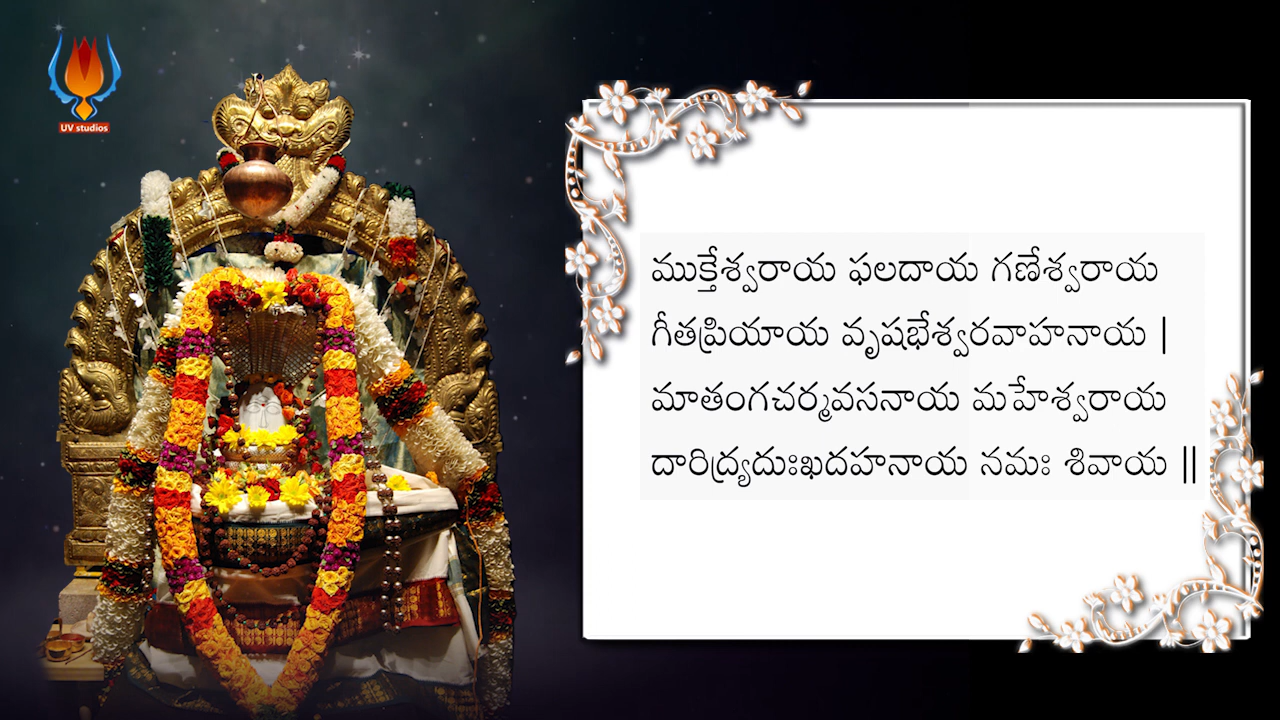 UV studios
ముక్తేశ్వరాయ ఫలదాయ గణేశ్వరాయ
గీతప్రియాయ వృషభేశ్వరవాహనాయ |
మాతంగచర్మవసనాయ మహేశ్వరాయ
దారిద్ర్యదుఃఖదహనాయ నమః శివాయ ||